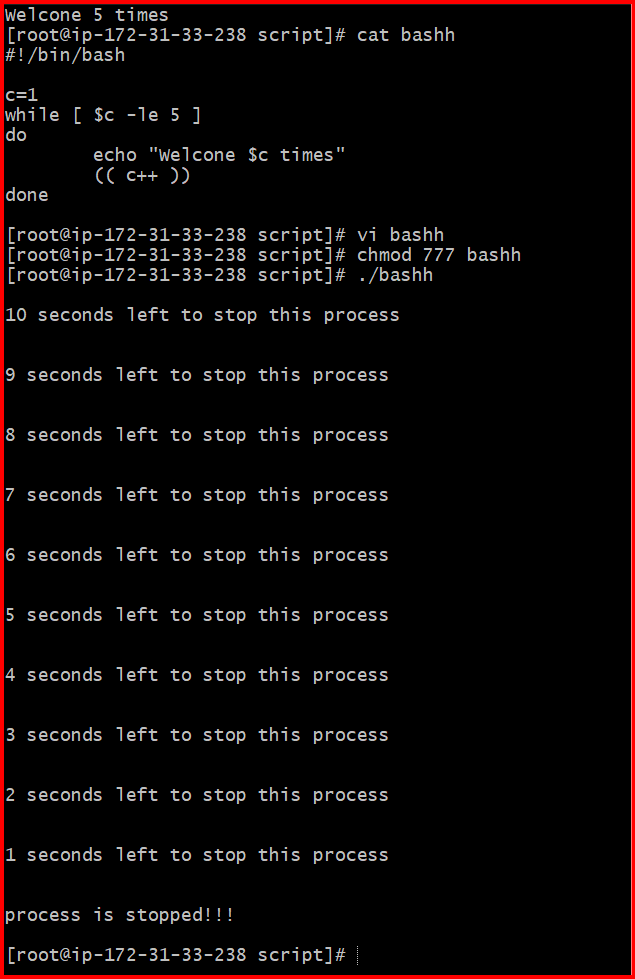 Welcone 5 times
[root@ip-172-31-33-238 script]# cat bashh
#!/bin/bash
c=1
while [ $c -le 5 ]
do
        echo "Welcone $c times"
        (( c++ ))
done
[root@ip-172-31-33-238 script]# vi bashh
[root@ip-172-31-33-238 script]# chmod 777 bashh
[root@ip-172-31-33-238 script]# ./bashh
10 seconds left to stop this process
9 seconds left to stop this process
8 seconds left to stop this process
7 seconds left to stop this process
6 seconds left to stop this process
5 seconds left to stop this process
4 seconds left to stop this process
3 seconds left to stop this process
2 seconds left to stop this process
1 seconds left to stop this process
process is stopped!!!
[root@ip-172-31-33-238 script]#